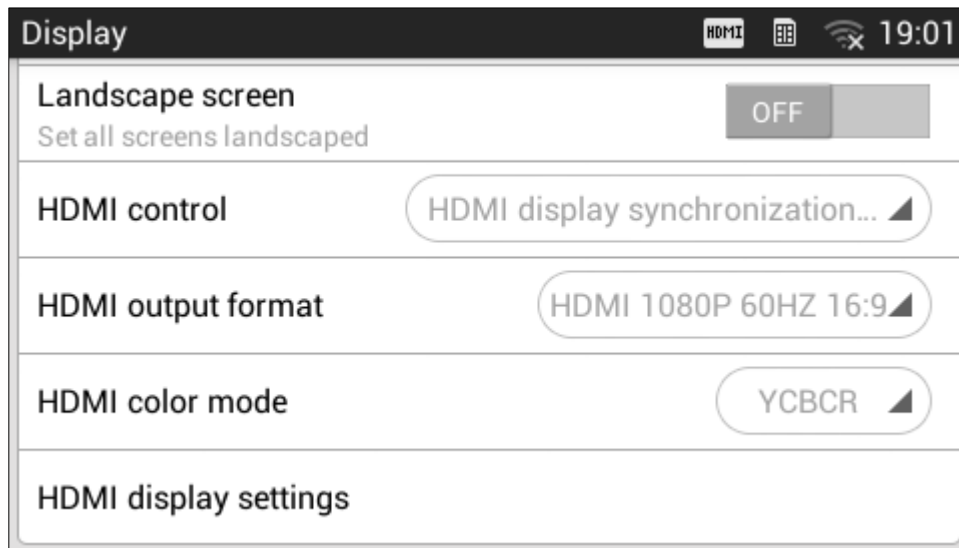 Display
HDMI
19:01
Landscape screen
OFF
Set all screens landscaped
HDMI control
HDMI display synchronization...
HDMI output format
HDMI 1080P 60HZ 16:9
HDMI color mode
YCBCR
HDMI display settings